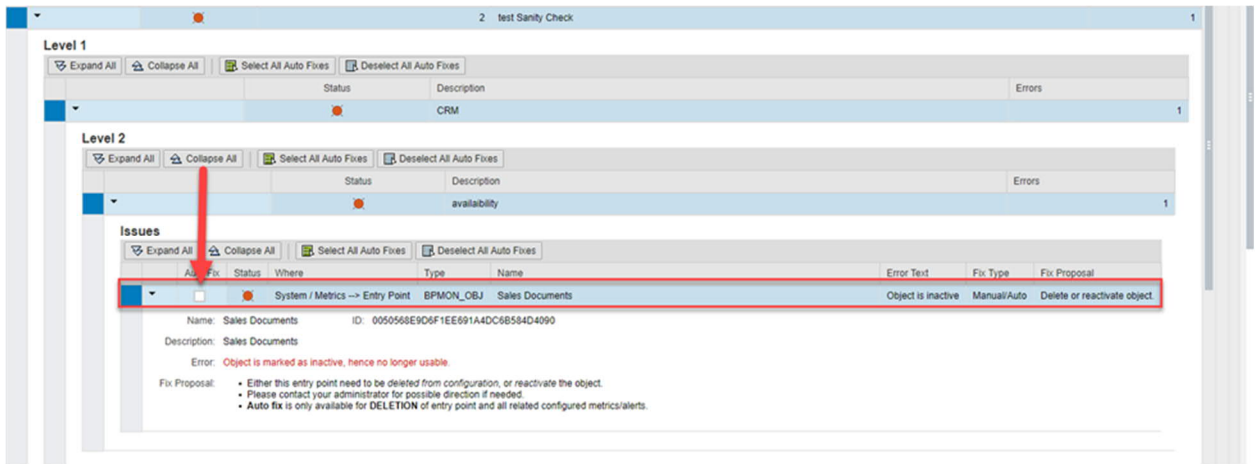 2 test Sanity Check 1
Level 1
Expand All Collapse All Select All Auto Fixes Deselect All Auto Fixes
Status Description Errors
CRM 1
Level 2
Expand All Collapse All Select All Auto Fixes Deselect All Auto Fixes
Status Description Errors
availaibility 1
Issues
Expand All Collapse All Select All Auto Fixes Deselect All Auto Fixes
Fix Status Where Type Name Error Text Fix Type Fix Proposal
System / Metrics --> Entry Point BPMON_OBJ Sales Documents Object is inactive Manual/Auto Delete or reactivate object.
Name: Sales Documents ID: 0050568E9D6F1EE691A4DC6B584D4090
Description: Sales Documents
Error: Object is marked as inactive, hence no longer usable.
Fix Proposal: • Either this entry point need to be deleted from configuration, or reactivate the object.
• Please contact your administrator for possible direction if needed.
• Auto fix is only available for DELETION of entry point and all related configured metrics/alerts.